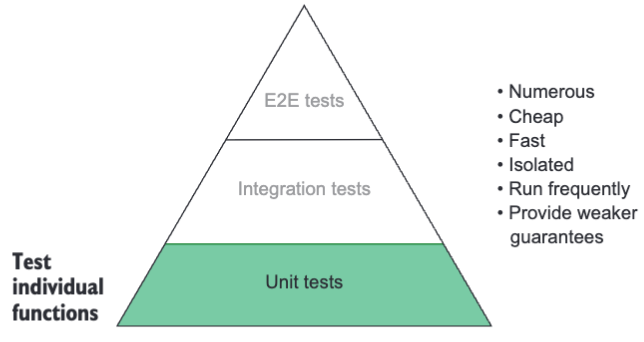 E2E tests
Integration tests
Unit tests
Test
individual
functions
• Numerous
• Cheap
• Fast
• Isolated
• Run frequently
• Provide weaker
guarantees